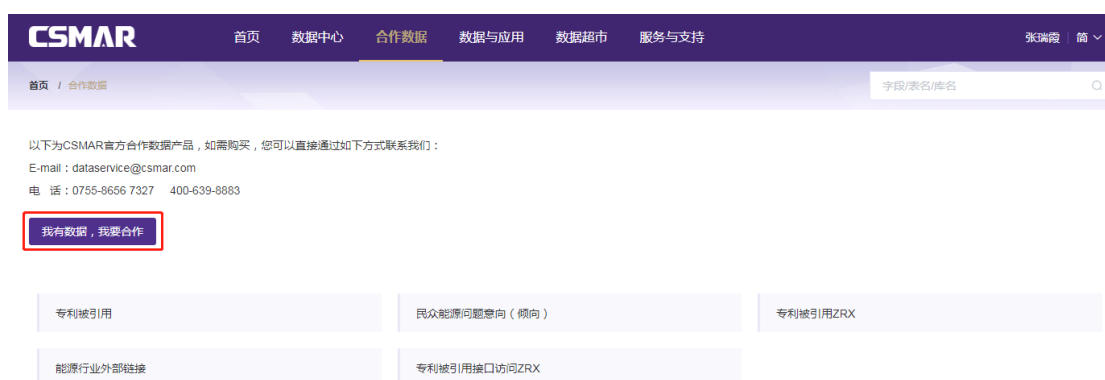 CSMAR 首页 数据中心 合作数据 数据与应用 数据超市 服务与支持 张瑞霞 简
首页 / 合作数据 字段/表名/库名
以下为CSMAR官方合作数据产品，如需购买，您可以直接通过如下方式联系我们：
E-mail：dataservice@csmar.com
电 话：0755-8656 7327 400-639-8883
我有数据，我要合作
专利被引用 民众能源问题意向（倾向） 专利被引用ZRX
能源行业外部链接 专利被引用接口访问ZRX